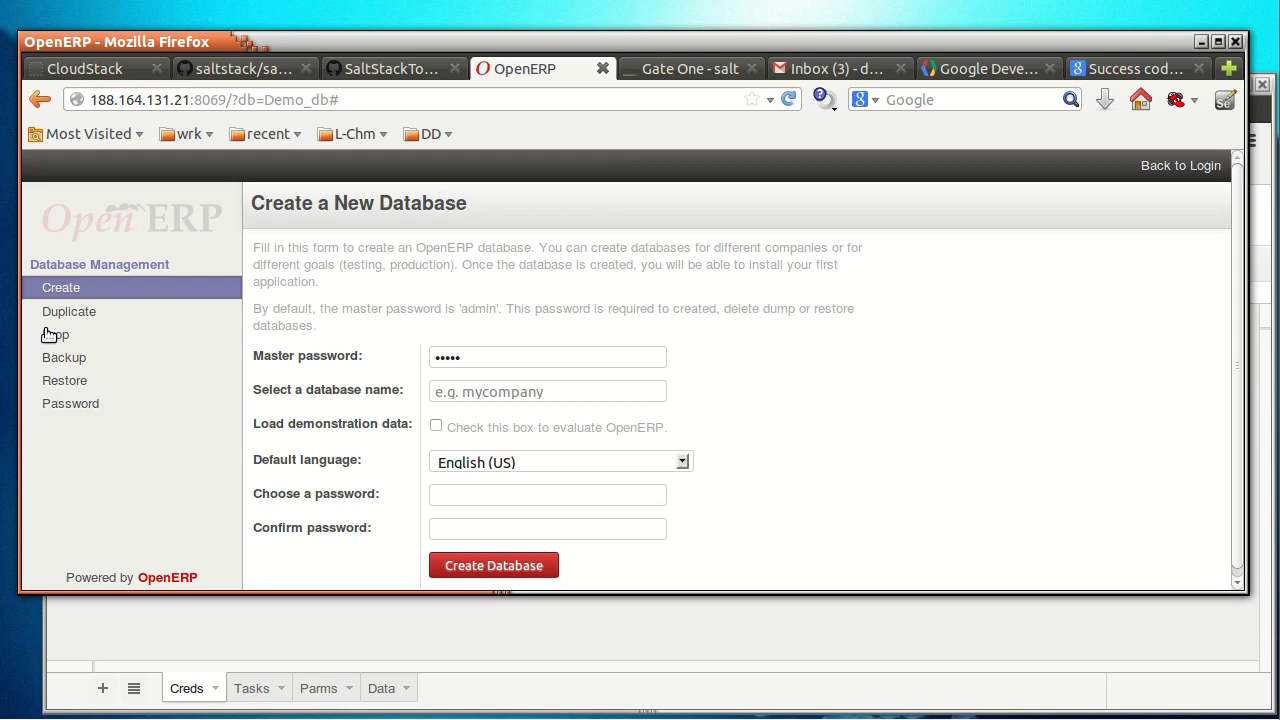 OpenERP - Mozilla Firefox
CloudStack saltstack/sa... SaltStackTo... OpenERP Gate One - salt Inbox (3) - d... Google Deve... Success cod...
188.164.131.21:8069/?db=Demo_db# Google
Most Visited wrk recent L-Chm DD
Back to Login
Open ERP
Database Management
Create
Duplicate
Backup
Restore
Password
Powered by OpenERP
Create a New Database
Fill in this form to create an OpenERP database. You can create databases for different companies or for
different goals (testing, production). Once the database is created, you will be able to install your first
application.
By default, the master password is 'admin'. This password is required to created, delete dump or restore
databases.
Master password: •••••
Select a database name: e.g. mycompany
Load demonstration data: Check this box to evaluate OpenERP.
Default language: English (US)
Choose a password:
Confirm password:
Create Database
Creds Tasks Parms Data